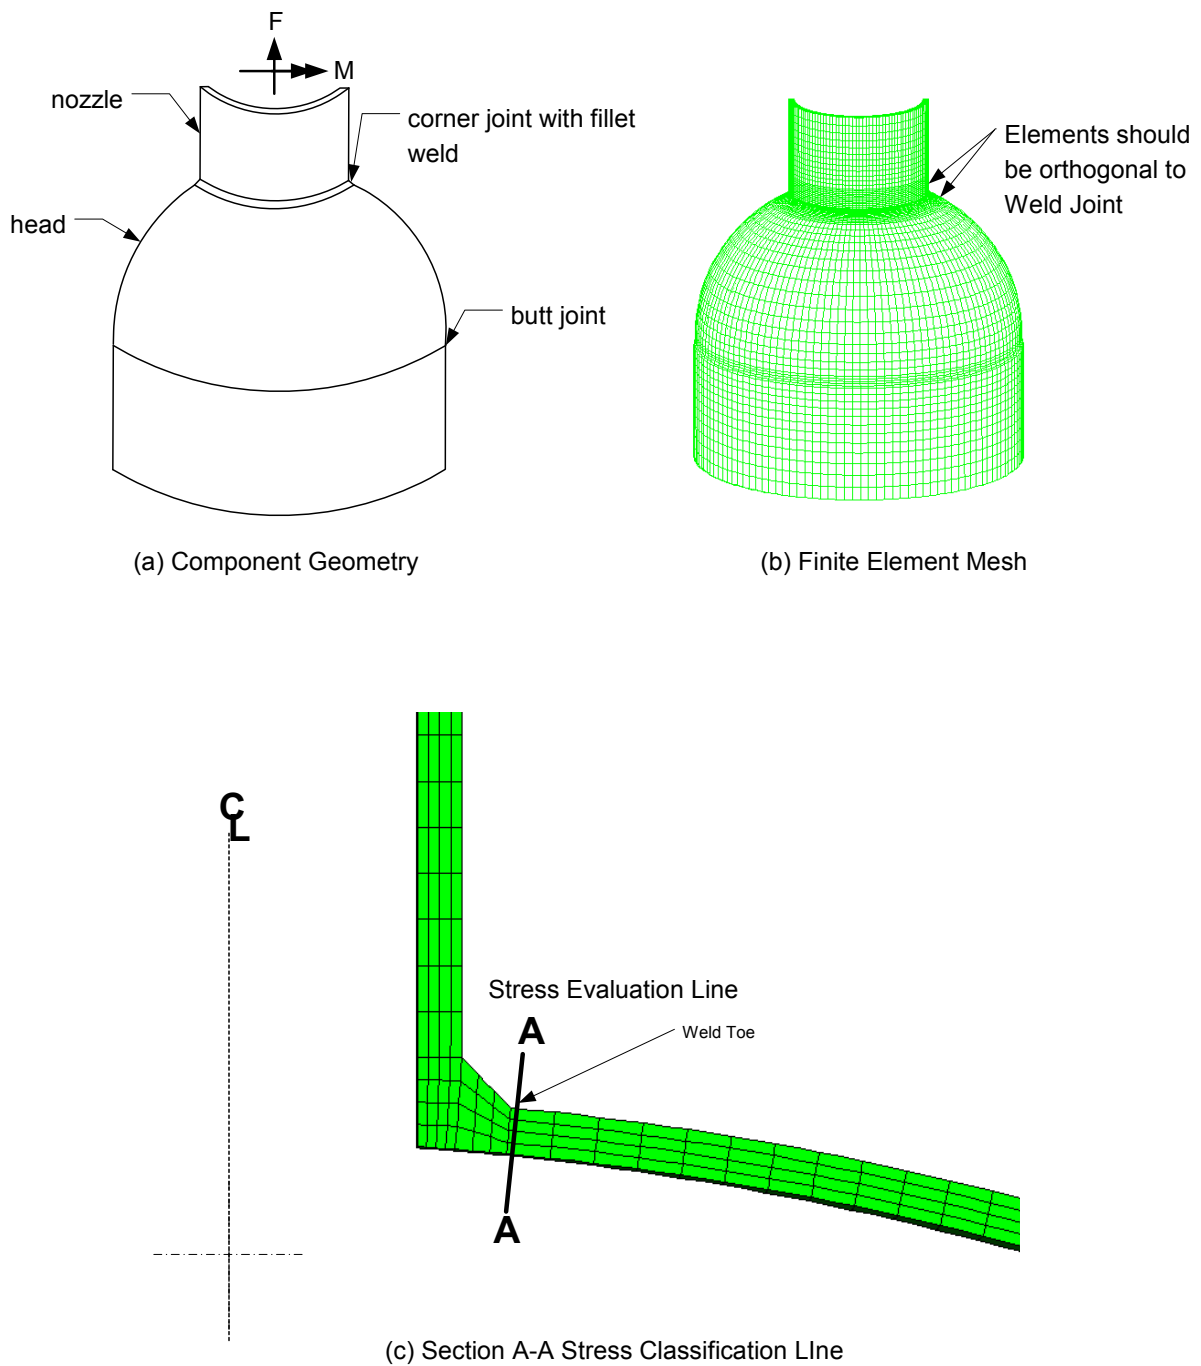 F
M
nozzle
corner joint with fillet
weld
head
butt joint
Elements should
be orthogonal to
Weld Joint
(a) Component Geometry
(b) Finite Element Mesh
CL
Stress Evaluation Line
A
Weld Toe
A
(c) Section A-A Stress Classification LIne